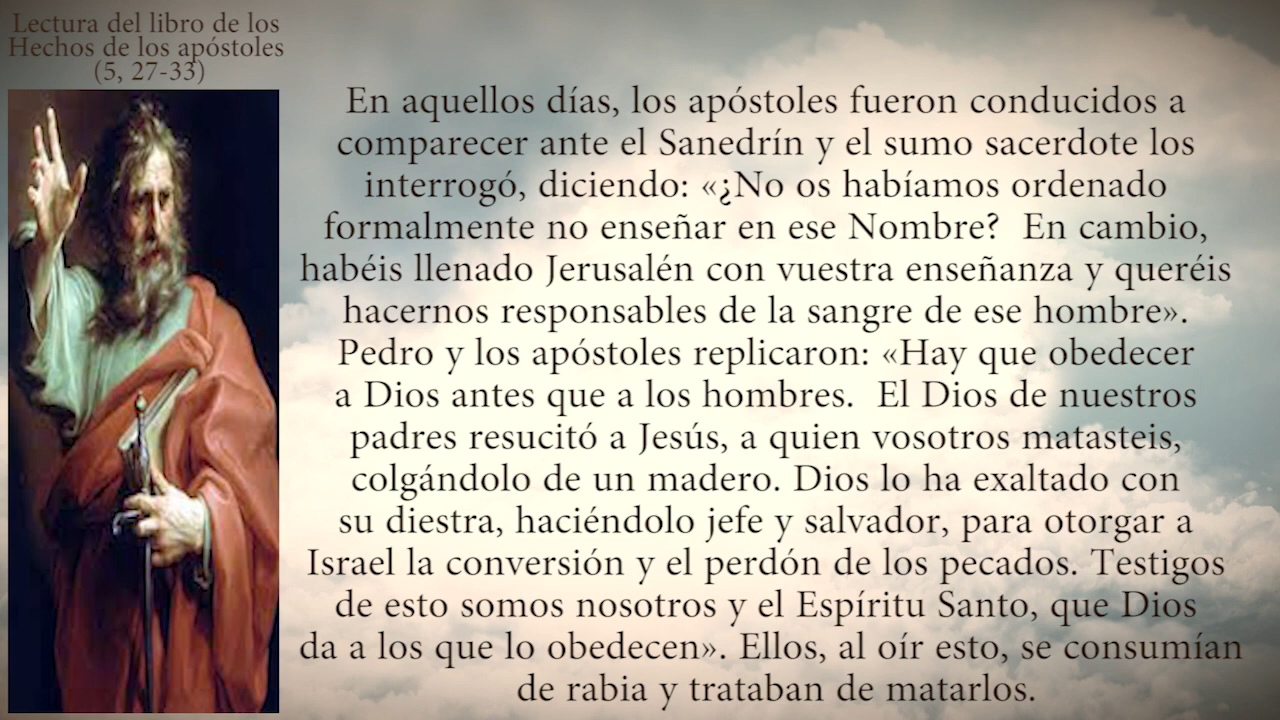 Lectura del libro de los
Hechos de los apóstoles
(5, 27-33)
En aquellos días, los apóstoles fueron conducidos a
comparecer ante el Sanedrín y el sumo sacerdote los
interrogó, diciendo: «¿No os habíamos ordenado
formalmente no enseñar en ese Nombre?  En cambio,
habéis llenado Jerusalén con vuestra enseñanza y queréis
hacernos responsables de la sangre de ese hombre».
Pedro y los apóstoles replicaron: «Hay que obedecer
a Dios antes que a los hombres.  El Dios de nuestros
padres resucitó a Jesús, a quien vosotros matasteis,
colgándolo de un madero. Dios lo ha exaltado con
su diestra, haciéndolo jefe y salvador, para otorgar a
Israel la conversión y el perdón de los pecados. Testigos
de esto somos nosotros y el Espíritu Santo, que Dios
da a los que lo obedecen». Ellos, al oír esto, se consumían
de rabia y trataban de matarlos.